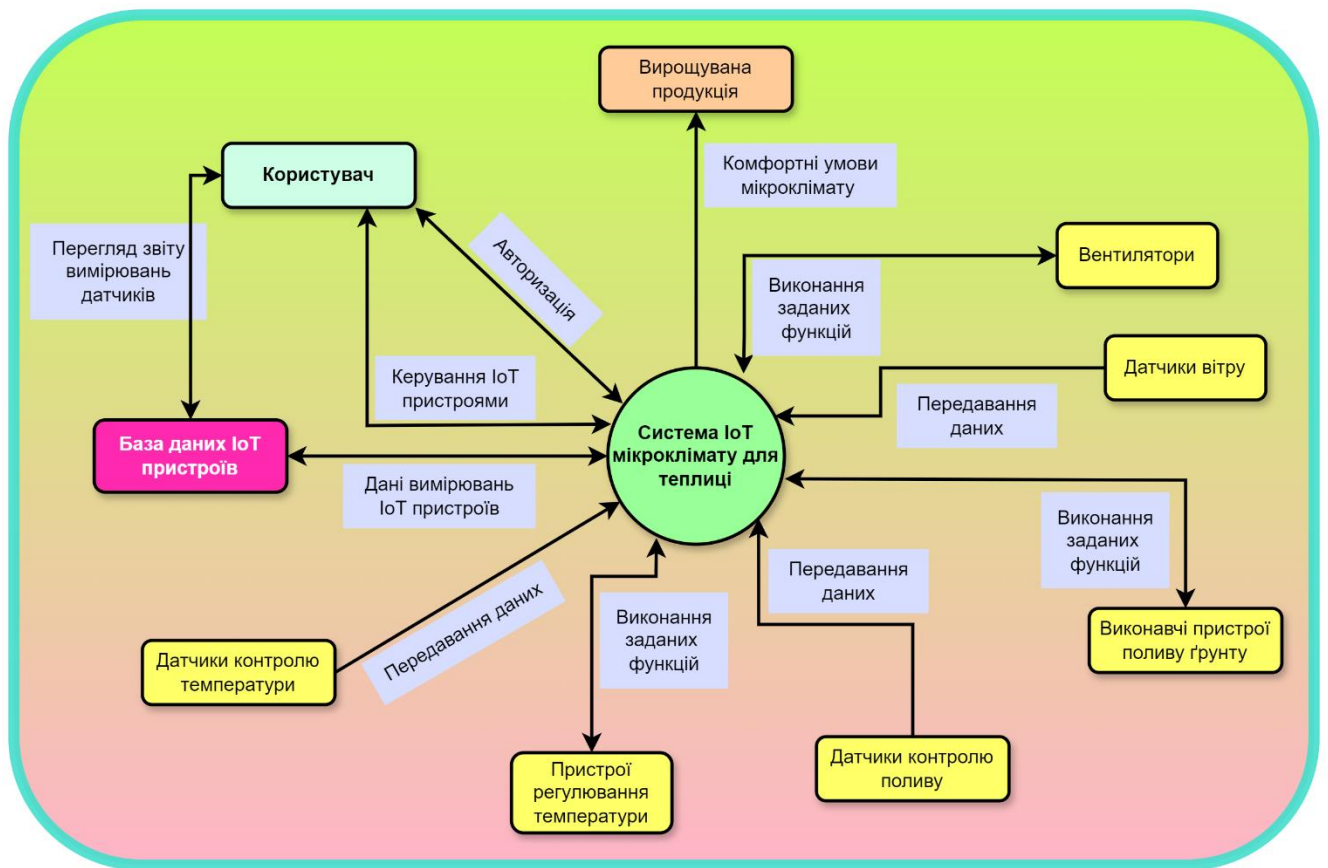 Вирощувана
продукція
Комфортні умови
мікроклімату
Користувач
Перегляд звіту
вимірювань
датчиків
Авторизація
Вентилятори
Виконання
заданих
функцій
Керування IoT
пристроями
Датчики вітру
Передавання
даних
База даних IoT
пристроїв
Система IoT
мікроклімату для
теплиці
Дані вимірювань
IoT пристроїв
Виконання
заданих
функцій
Передавання
даних
Передавання даних
Виконання
заданих
функцій
Виконавчі пристрої
поливу ґрунту
Датчики контролю
температури
Пристрої
регулювання
температури
Датчики контролю
поливу